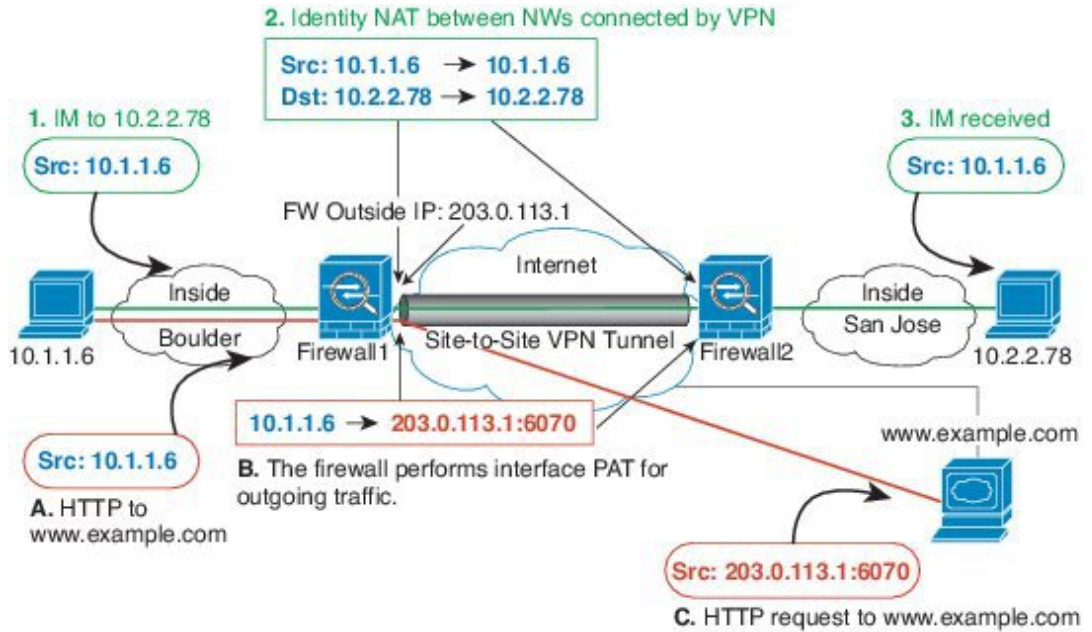 2. Identity NAT between NWs connected by VPN
Src: 10.1.1.6 → 10.1.1.6
Dst: 10.2.2.78 → 10.2.2.78
1. IM to 10.2.2.78
Src: 10.1.1.6
3. IM received
Src: 10.1.1.6
FW Outside IP: 203.0.113.1
Internet
Inside
Boulder
10.1.1.6
Firewall1
Site-to-Site VPN Tunnel
Firewall2
Inside
San Jose
10.2.2.78
10.1.1.6 → 203.0.113.1:6070
B. The firewall performs interface PAT for
outgoing traffic.
Src: 10.1.1.6
A. HTTP to
www.example.com
www.example.com
Src: 203.0.113.1:6070
C. HTTP request to www.example.com